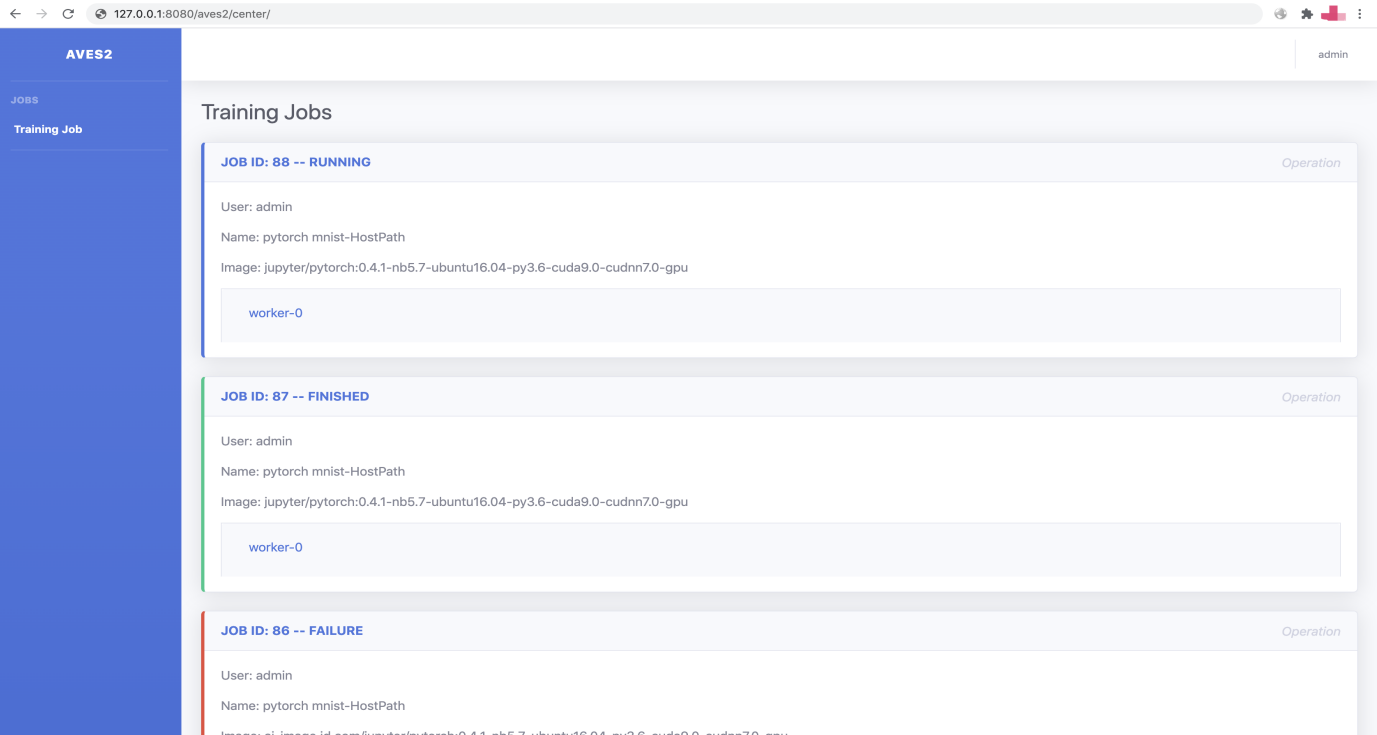 127.0.0.1:8080/aves2/center/
AVES2
admin
JOBS
Training Job
Training Jobs
JOB ID: 88 -- RUNNING
Operation
User: admin
Name: pytorch mnist-HostPath
Image: jupyter/pytorch:0.4.1-nb5.7-ubuntu16.04-py3.6-cuda9.0-cudnn7.0-gpu
worker-0
JOB ID: 87 -- FINISHED
Operation
User: admin
Name: pytorch mnist-HostPath
Image: jupyter/pytorch:0.4.1-nb5.7-ubuntu16.04-py3.6-cuda9.0-cudnn7.0-gpu
worker-0
JOB ID: 86 -- FAILURE
Operation
User: admin
Name: pytorch mnist-HostPath